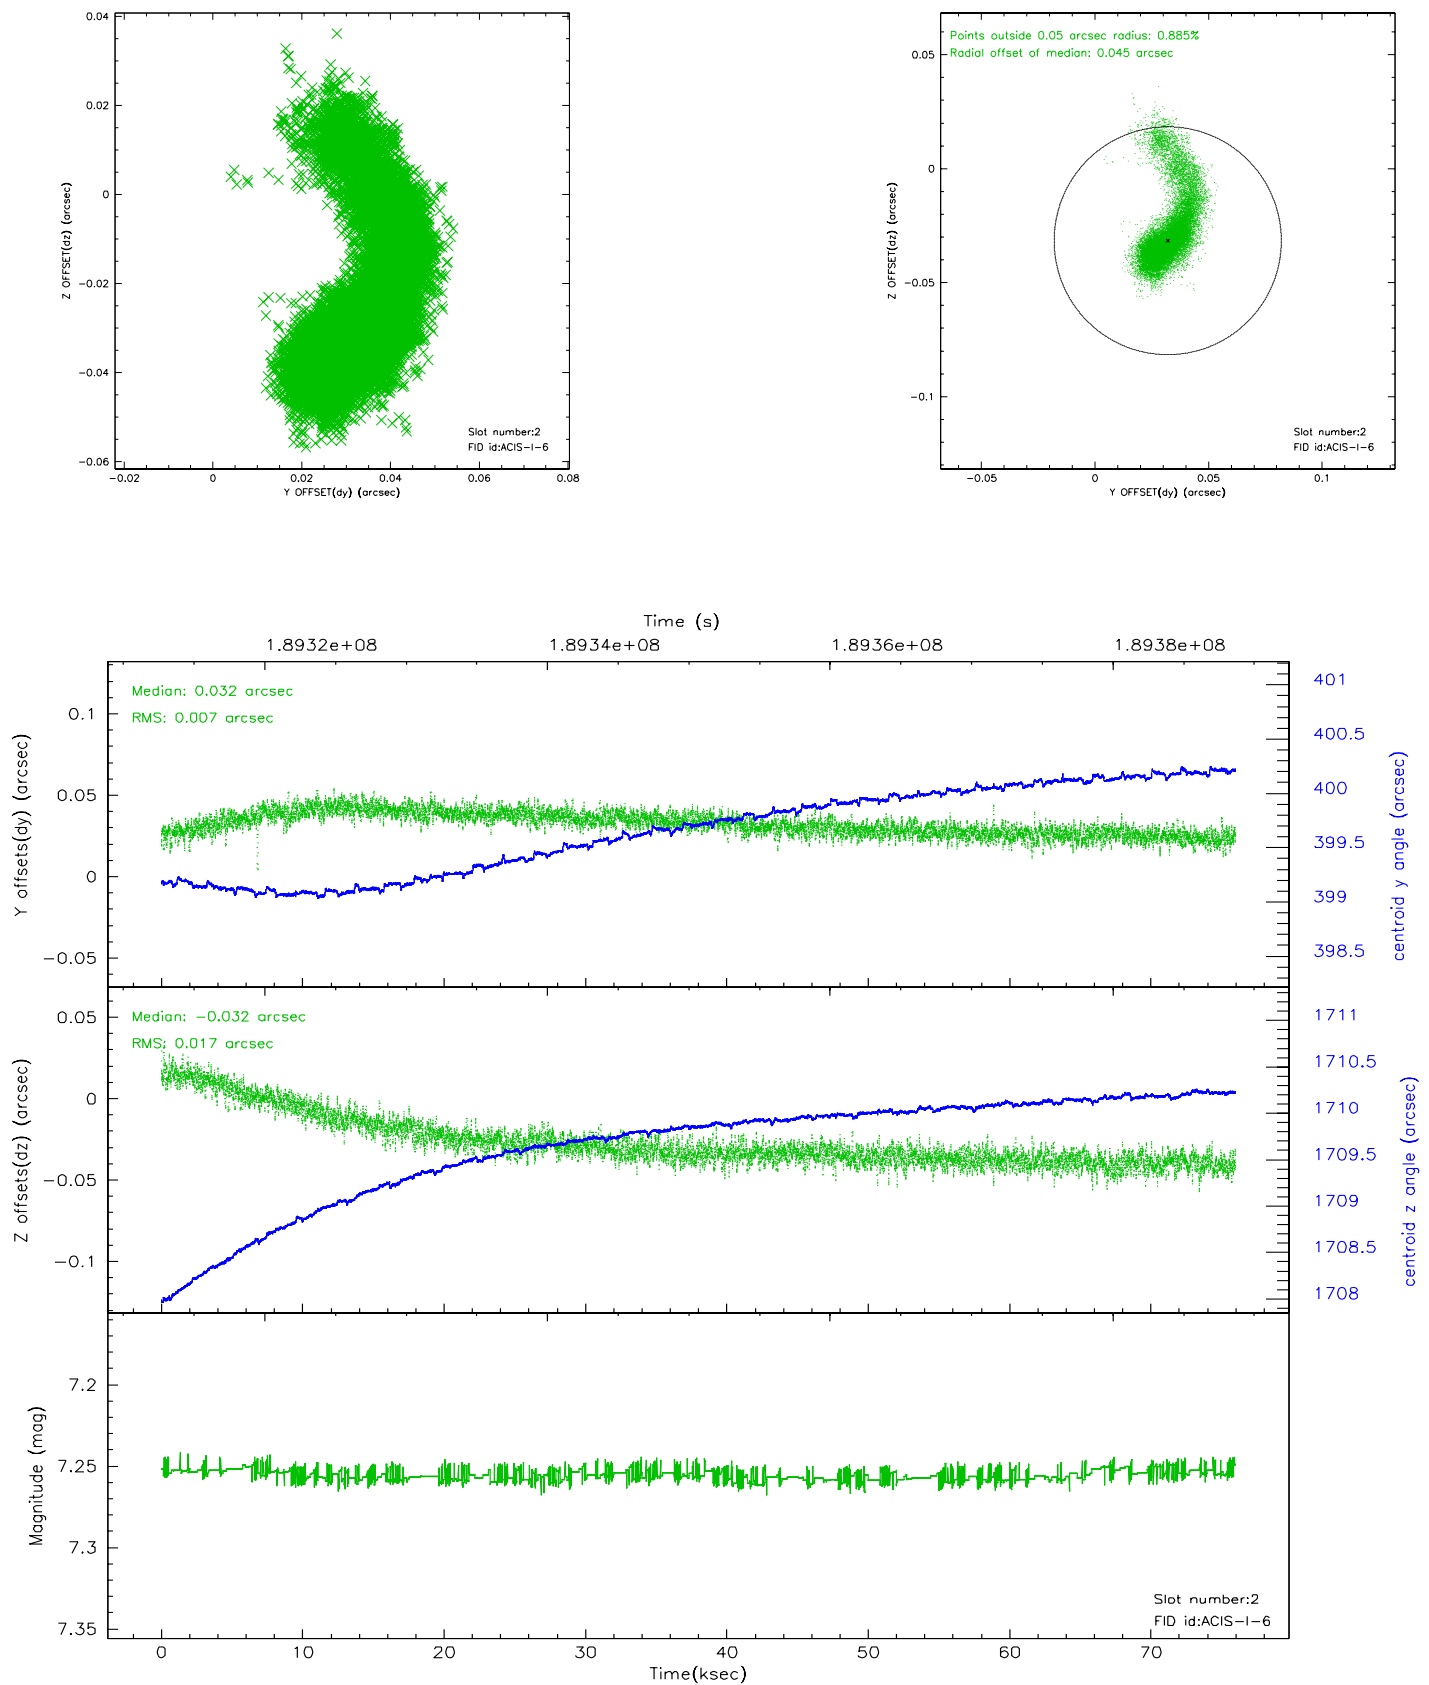 0.04
0.02
0
−0.02
−0.04
−0.06
Z OFFSET(dz) (arcsec)
−0.02
0
0.02
0.04
0.06
0.08
Y OFFSET(dy) (arcsec)
Slot number:2
FID id:ACIS−I−6
Points outside 0.05 arcsec radius: 0.885%
Radial offset of median: 0.045 arcsec
0.05
0
−0.05
−0.1
Z OFFSET(dz) (arcsec)
−0.05
0
0.05
0.1
Y OFFSET(dy) (arcsec)
Slot number:2
FID id:ACIS−I−6
Time (s)
1.8932e+08
1.8934e+08
1.8936e+08
1.8938e+08
Median: 0.032 arcsec
RMS: 0.007 arcsec
0.1
0.05
0
−0.05
Y offsets(dy) (arcsec)
401
400.5
400
399.5
399
398.5
centroid y angle (arcsec)
Median: −0.032 arcsec
RMS: 0.017 arcsec
0.05
0
−0.05
−0.1
Z offsets(dz) (arcsec)
1711
1710.5
1710
1709.5
1709
1708.5
1708
centroid z angle (arcsec)
7.2
7.25
7.3
7.35
Magnitude (mag)
Slot number:2
FID id:ACIS−I−6
0
10
20
30
40
50
60
70
Time(ksec)